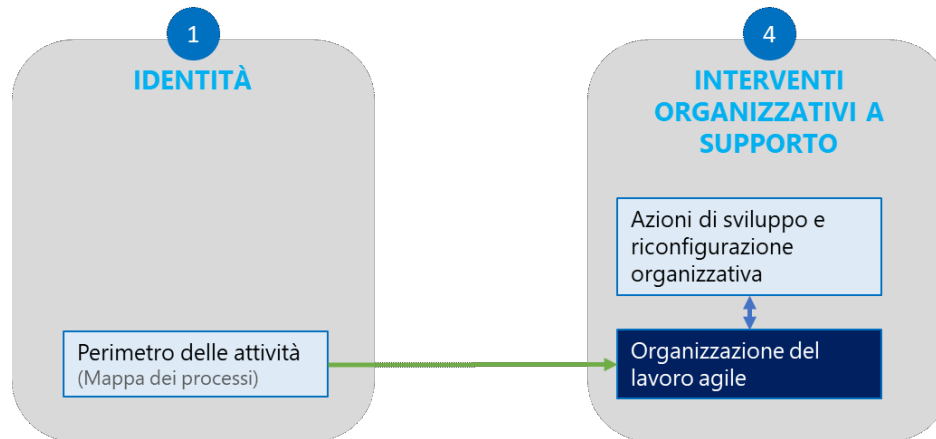 1
IDENTITÀ
Perimetro delle attività
(Mappa dei processi)
4
INTERVENTI
ORGANIZZATIVI A
SUPPORTO
Azioni di sviluppo e
riconfigurazione
organizzativa
Organizzazione del
lavoro agile